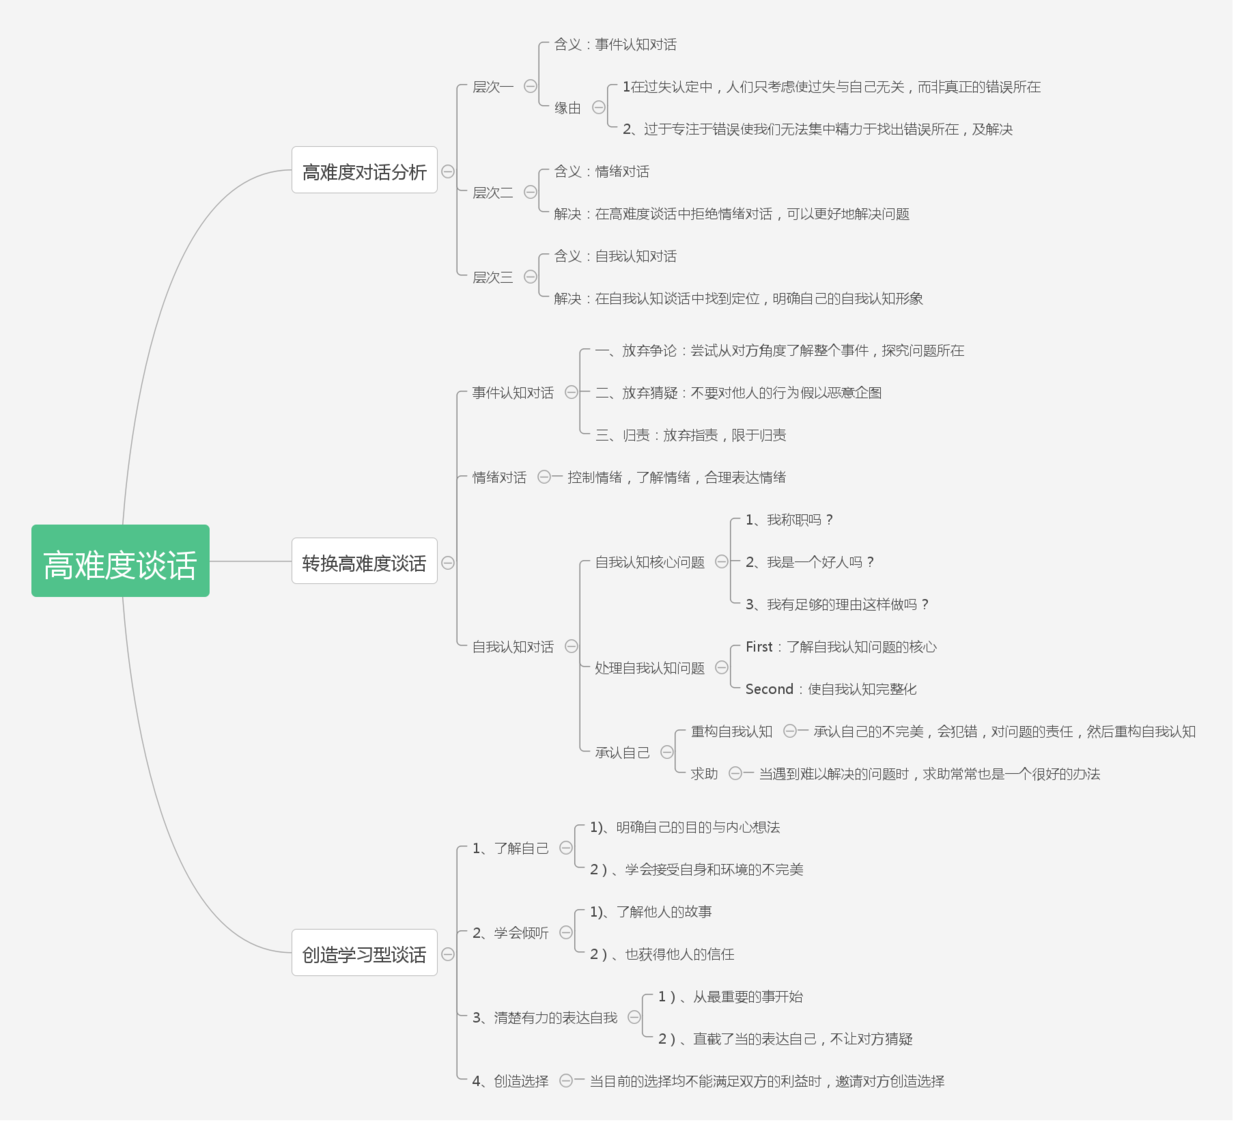 高难度谈话
高难度对话分析
层次一
含义：事件认知对话
缘由
1在过失认定中，人们只考虑使过失与自己无关，而非真正的错误所在
2、过于专注于错误使我们无法集中精力于找出错误所在，及解决
层次二
含义：情绪对话
解决：在高难度谈话中拒绝情绪对话，可以更好地解决问题
层次三
含义：自我认知对话
解决：在自我认知谈话中找到定位，明确自己的自我认知形象
转换高难度谈话
事件认知对话
一、放弃争论：尝试从对方角度了解整个事件，探究问题所在
二、放弃猜疑：不要对他人的行为假以恶意企图
三、归责：放弃指责，限于归责
情绪对话
控制情绪，了解情绪，合理表达情绪
自我认知对话
自我认知核心问题
1、我称职吗？
2、我是一个好人吗？
3、我有足够的理由这样做吗？
处理自我认知问题
First：了解自我认知问题的核心
Second：使自我认知完整化
承认自己
重构自我认知
承认自己的不完美，会犯错，对问题的责任，然后重构自我认知
求助
当遇到难以解决的问题时，求助常常也是一个很好的办法
创造学习型谈话
1、了解自己
1)、明确自己的目的与内心想法
2）、学会接受自身和环境的不完美
2、学会倾听
1)、了解他人的故事
2）、也获得他人的信任
3、清楚有力的表达自我
1）、从最重要的事开始
2）、直截了当的表达自己，不让对方猜疑
4、创造选择
当目前的选择均不能满足双方的利益时，邀请对方创造选择